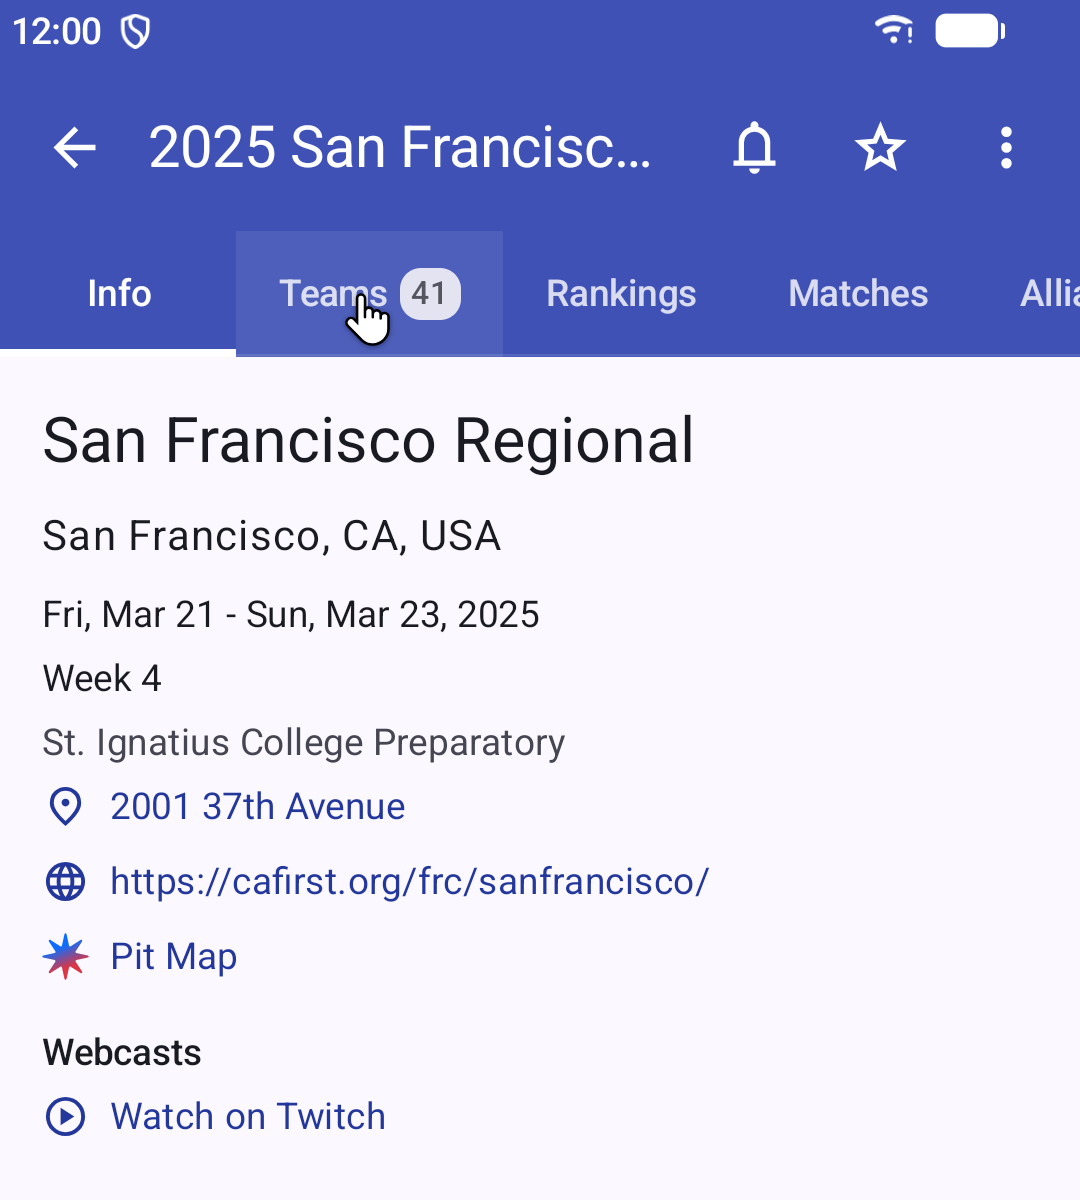 12:00
2025 San Francisc...
Info Teams 41 Rankings Matches Allia
San Francisco Regional
San Francisco, CA, USA
Fri, Mar 21 - Sun, Mar 23, 2025
Week 4
St. Ignatius College Preparatory
2001 37th Avenue
https://cafirst.org/frc/sanfrancisco/
Pit Map
Webcasts
Watch on Twitch